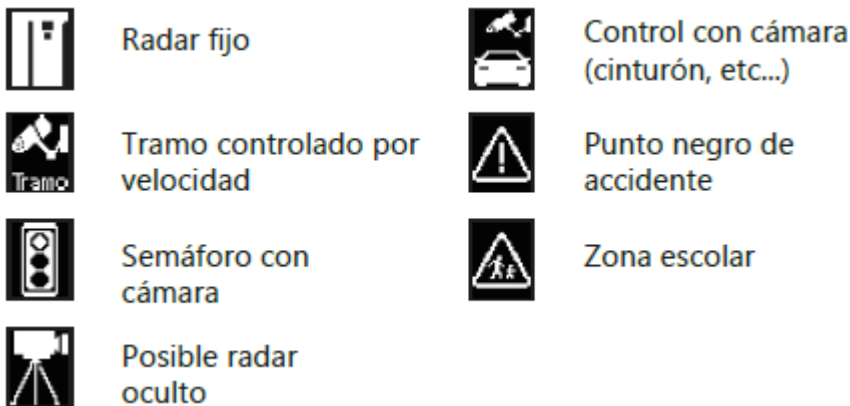 Radar fijo
Tramo
Tramo controlado por
velocidad
Semáforo con
cámara
Posible radar
oculto
Control con cámara
(cinturón, etc...)
Punto negro de
accidente
Zona escolar